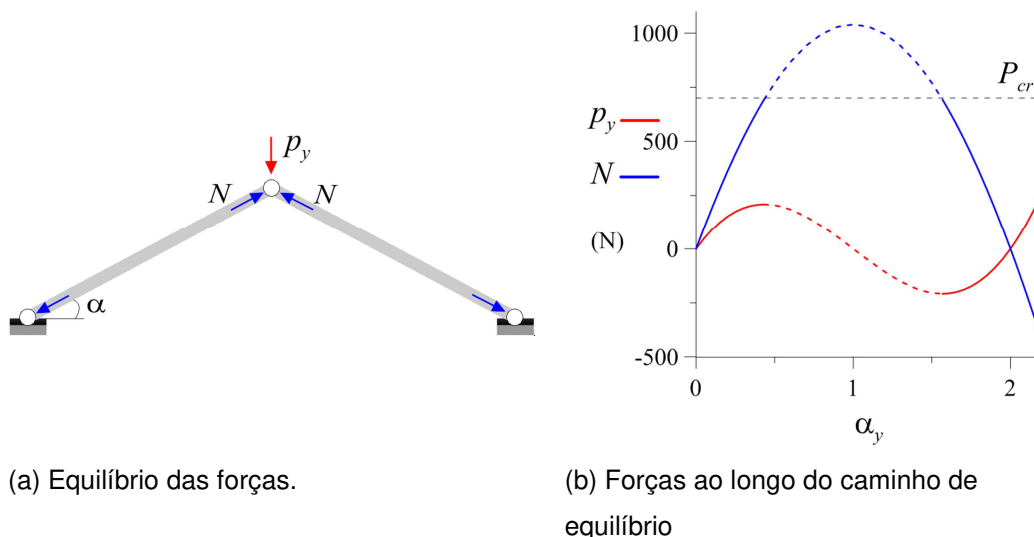 p_y
N N
α
1000
P_cr
p_y
500
N
(N)
0
-500
0 1 2
α_y
(a) Equilíbrio das forças.
(b) Forças ao longo do caminho de
equilíbrio